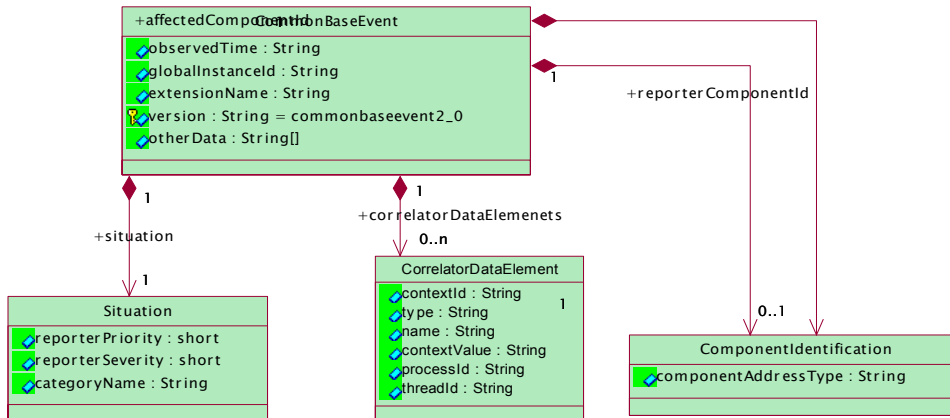 +affectedComponentId
CommonBaseEvent
observedTime : String
globalInstanceId : String
extensionName : String
version : String = commonbaseevent2_0
otherData : String[]
1
+reporterComponentId
1
1
+correlatorDataElemenets
+situation
0..n
1
CorrelatorDataElement
contextId : String
1
type : String
name : String
contextValue : String
processId : String
threadId : String
Situation
reporterPriority : short
reporterSeverity : short
categoryName : String
0..1
ComponentIdentification
componentAddressType : String